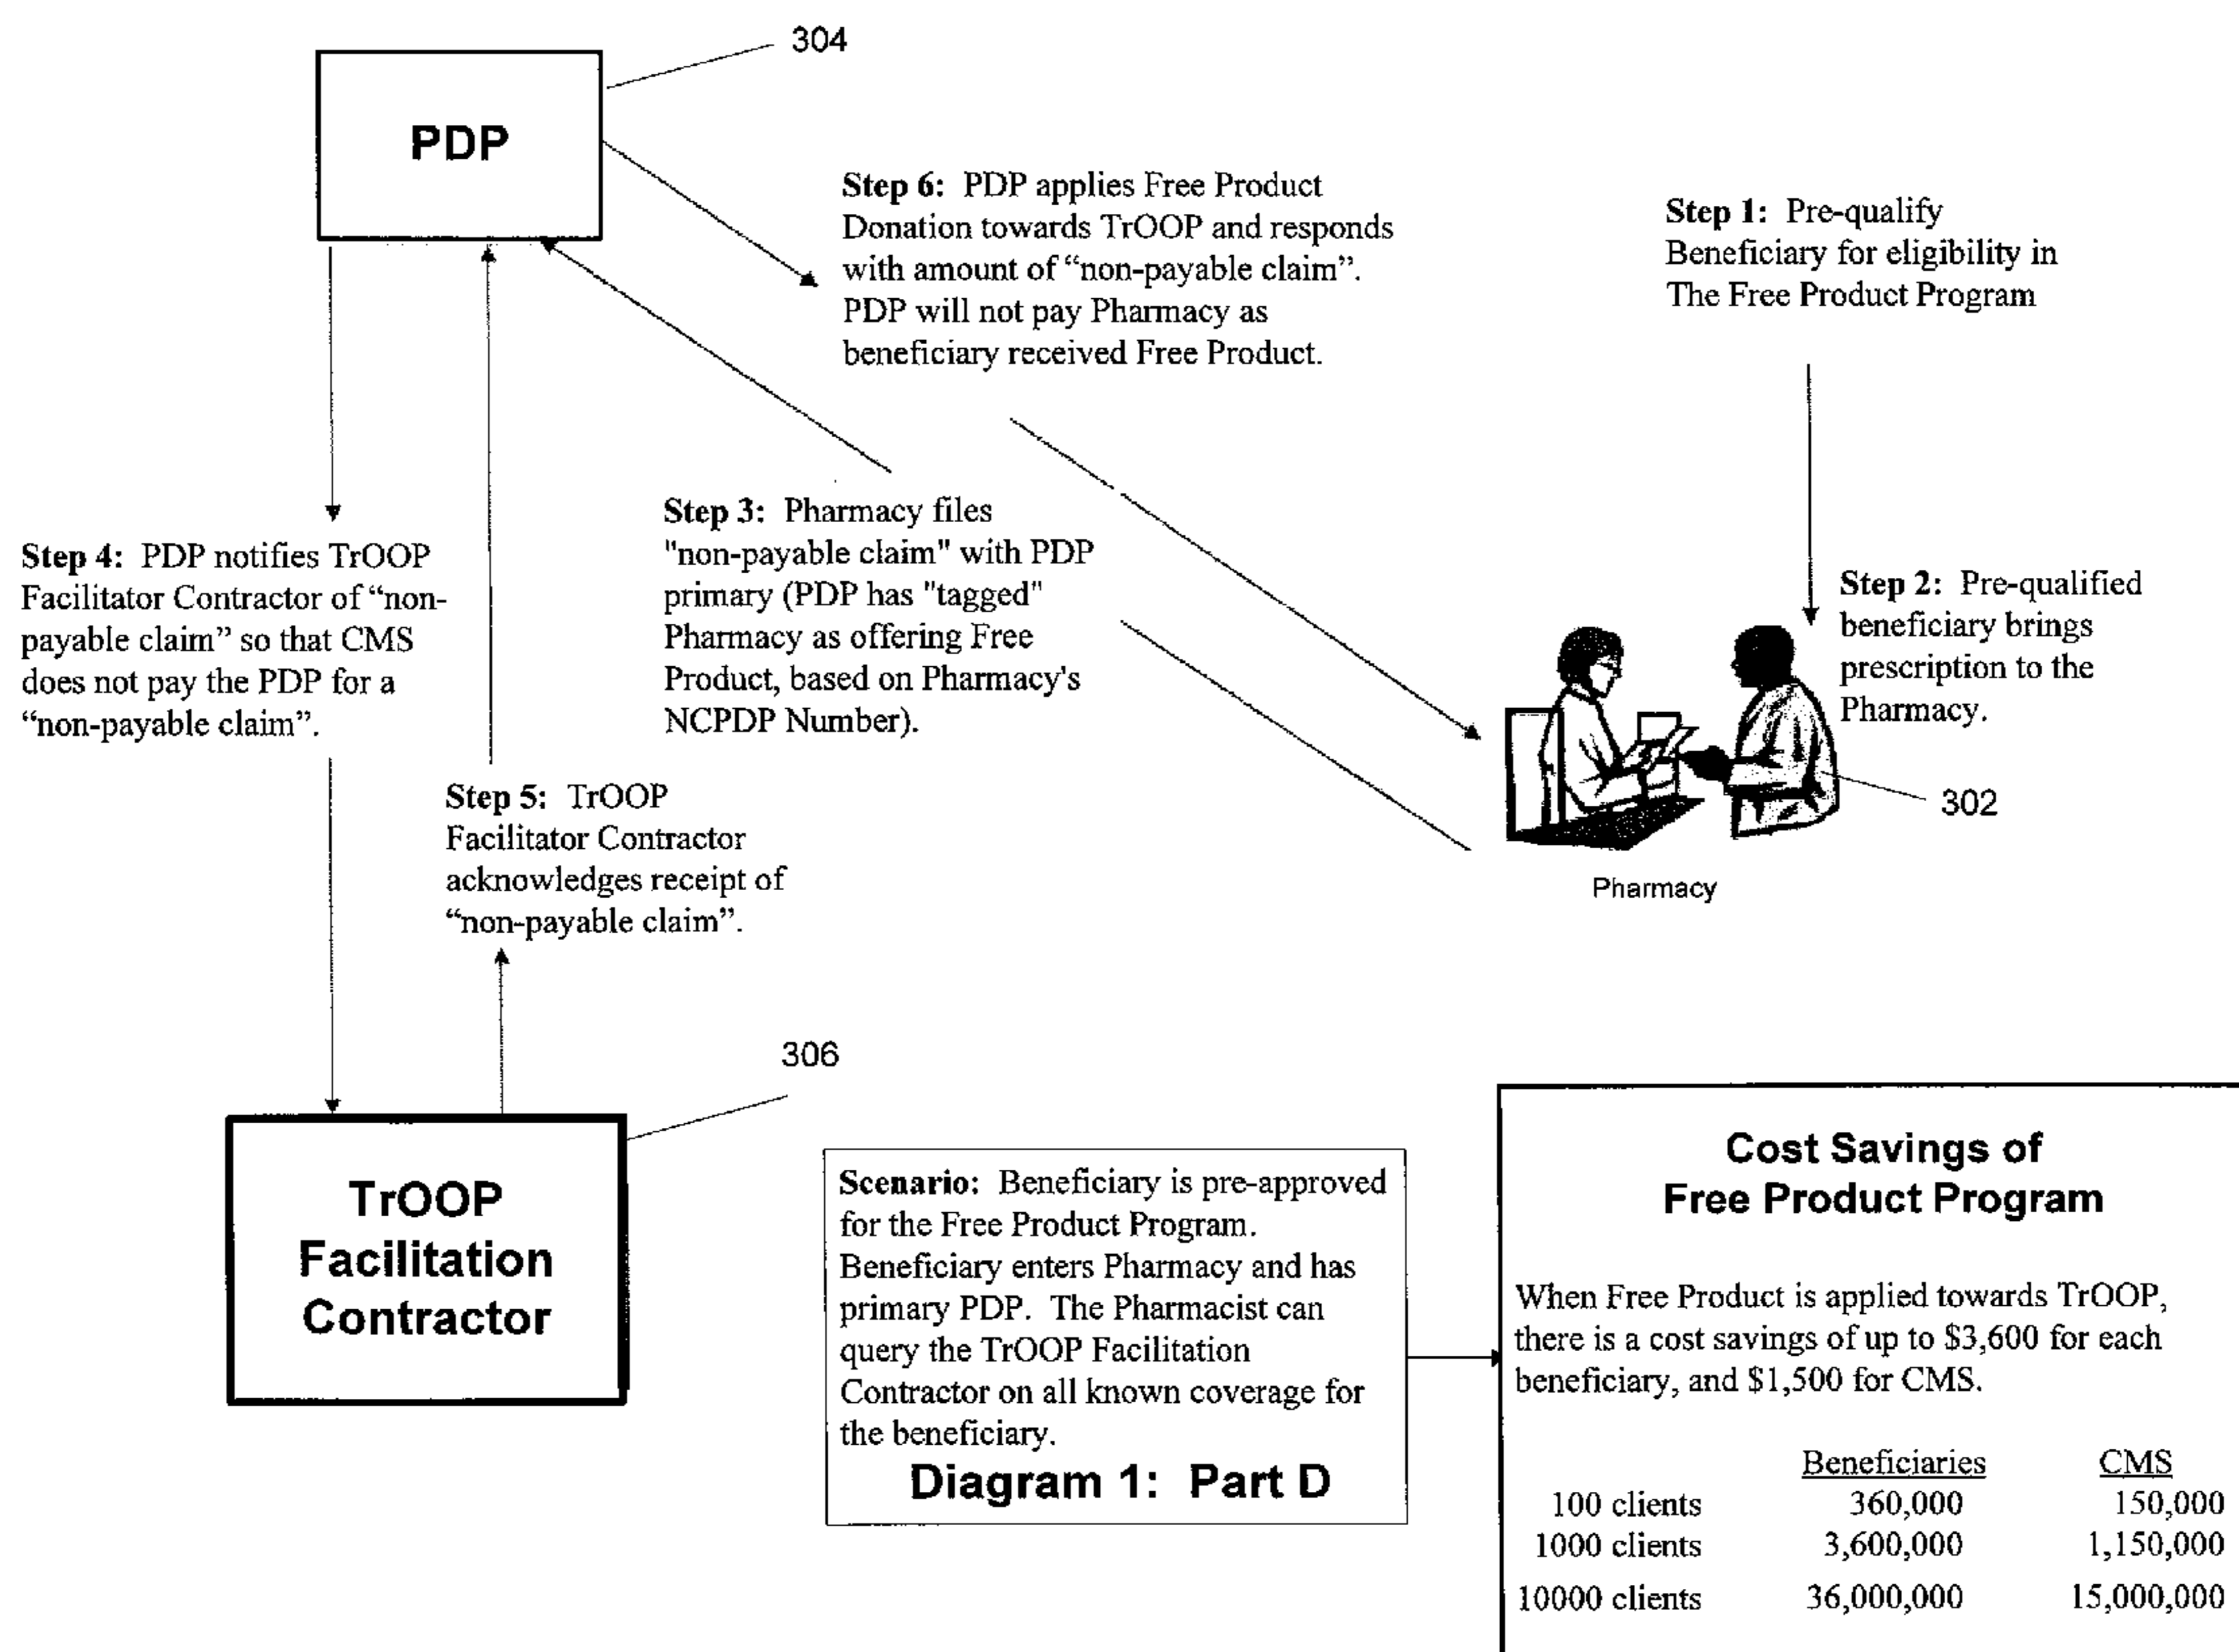 304
PDP
Step 6: PDP applies Free Product
Donation towards TrOOP and responds
with amount of “non-payable claim”.
PDP will not pay Pharmacy as
beneficiary received Free Product.
Step 1: Pre-qualify
Beneficiary for eligibility in
The Free Product Program
Step 4: PDP notifies TrOOP
Facilitator Contractor of “non-
payable claim” so that CMS
does not pay the PDP for a
“non-payable claim”.
Step 3: Pharmacy files
"non-payable claim" with PDP
primary (PDP has "tagged"
Pharmacy as offering Free
Product, based on Pharmacy's
NCPDP Number).
Step 2: Pre-qualified
beneficiary brings
prescription to the
Pharmacy.
302
Pharmacy
Step 5: TrOOP
Facilitator Contractor
acknowledges receipt of
“non-payable claim”.
306
TrOOP
Facilitation
Contractor
Scenario: Beneficiary is pre-approved
for the Free Product Program.
Beneficiary enters Pharmacy and has
primary PDP. The Pharmacist can
query the TrOOP Facilitation
Contractor on all known coverage for
the beneficiary.
Diagram 1: Part D
Cost Savings of
Free Product Program
When Free Product is applied towards TrOOP,
there is a cost savings of up to $3,600 for each
beneficiary, and $1,500 for CMS.
Beneficiaries CMS
100 clients 360,000 150,000
1000 clients 3,600,000 1,150,000
10000 clients 36,000,000 15,000,000